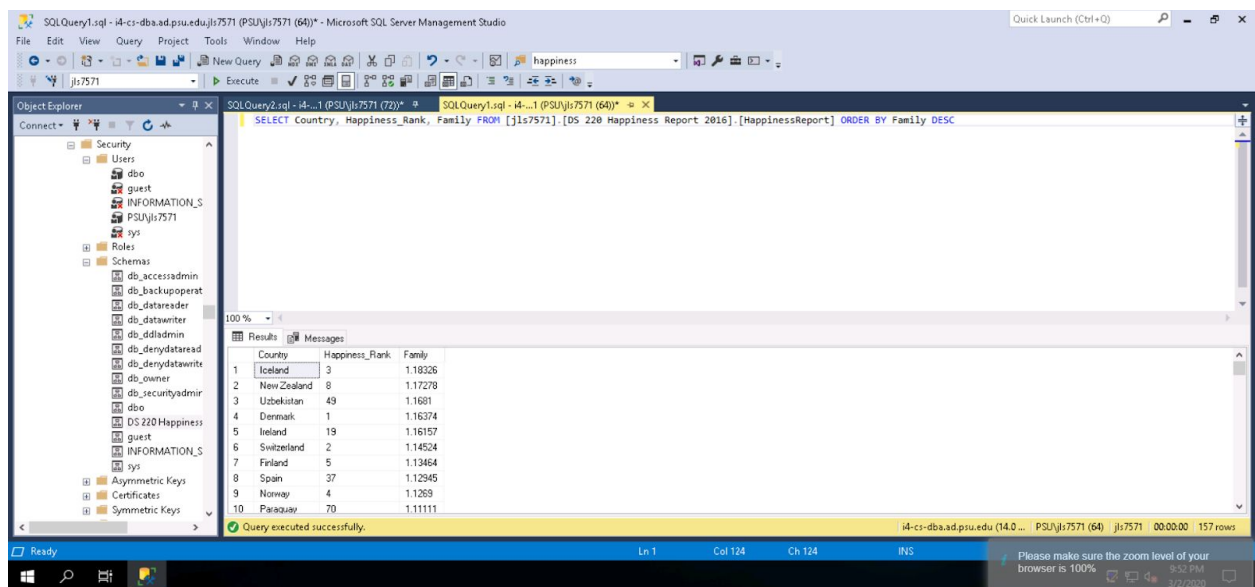 SQLQuery1.sql - i4-cs-dba.ad.psu.edu.jls7571 (PSU\jls7571 (64))* - Microsoft SQL Server Management Studio
Quick Launch (Ctrl+Q)
File Edit View Query Project Tools Window Help
New Query
happiness
jls7571
Execute
Object Explorer
SQLQuery2.sql - i4-...1 (PSU\jls7571 (72))*
SQLQuery1.sql - i4-...1 (PSU\jls7571 (64))*
Connect
SELECT Country, Happiness_Rank, Family FROM [jls7571].[DS 220 Happiness Report 2016].[HappinessReport] ORDER BY Family DESC
Security
Users
dbo
guest
INFORMATION_S
PSU\jls7571
sys
Roles
Schemas
db_accessadmin
db_backupoperat
db_datareader
db_datawriter
db_ddladmin
db_denydataread
db_denydatawrite
db_owner
db_securityadmir
dbo
DS 220 Happiness
guest
INFORMATION_S
sys
Asymmetric Keys
Certificates
Symmetric Keys
100 %
Results Messages
Country Happiness_Rank Family
1 Iceland 3 1.18326
2 New Zealand 8 1.17278
3 Uzbekistan 49 1.1681
4 Denmark 1 1.16374
5 Ireland 19 1.16157
6 Switzerland 2 1.14524
7 Finland 5 1.13464
8 Spain 37 1.12945
9 Norway 4 1.1269
10 Paraguay 70 1.11111
Query executed successfully.
i4-cs-dba.ad.psu.edu (14.0 ... PSU\jls7571 (64) jls7571 00:00:00 157 rows
Ready
Ln 1 Col 124 Ch 124 INS
Please make sure the zoom level of your
browser is 100%
9:52 PM
3/2/2020